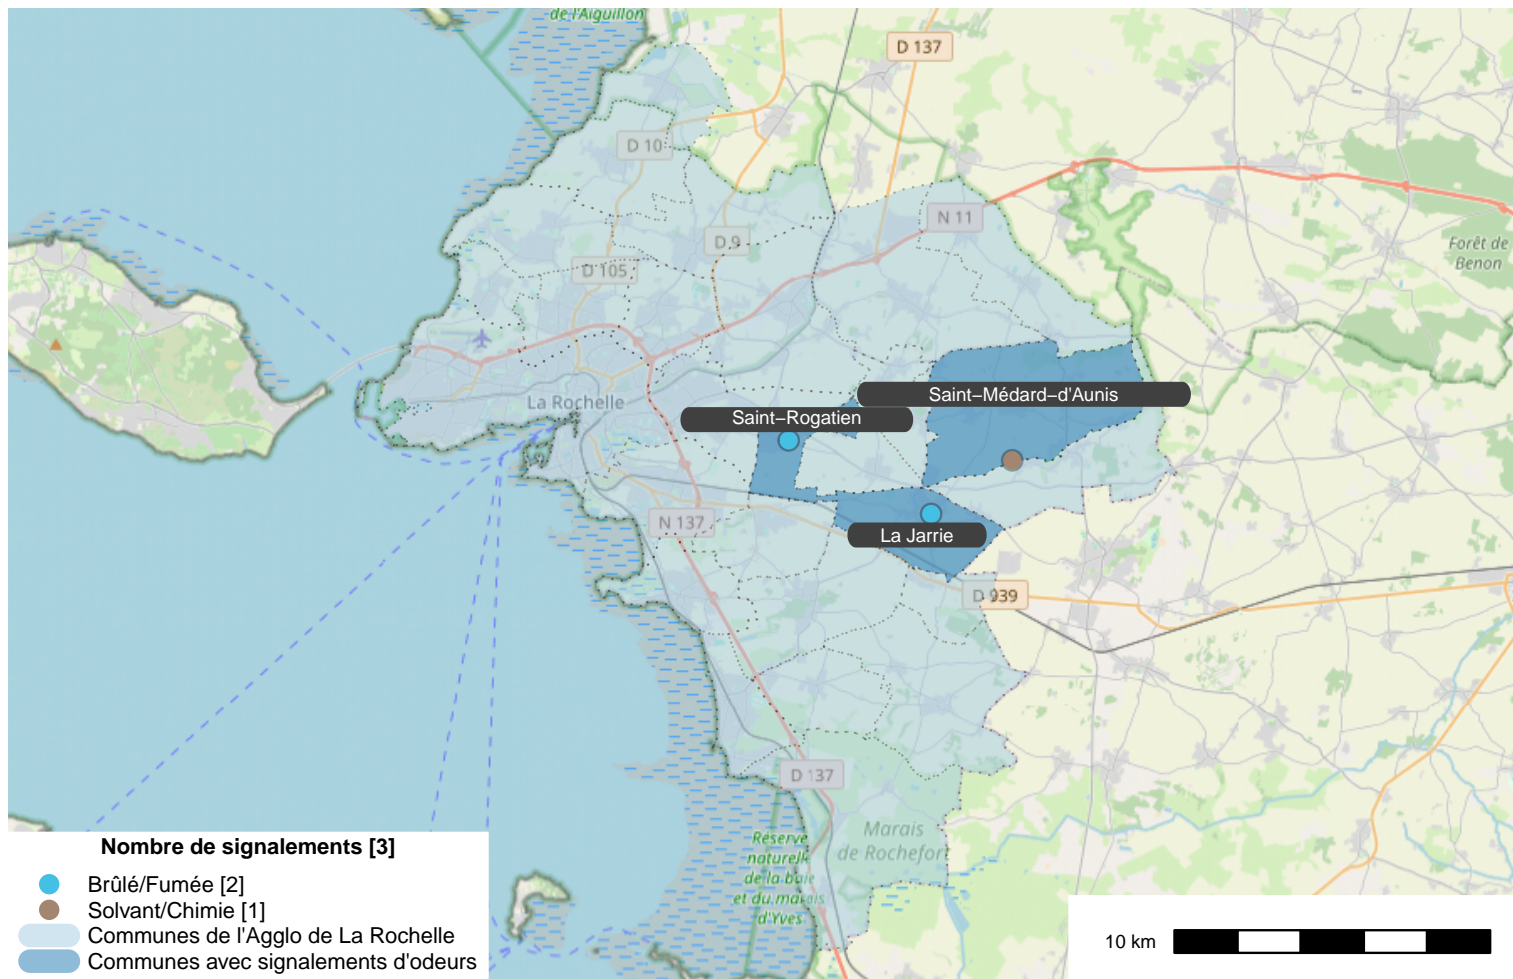 de l'Aiguillon
D 137
D 10
N 11
D 9
D 105
Forêt de
Benon
La Rochelle
Saint–Médard–d'Aunis
Saint–Rogatien
N 137
La Jarrie
D 939
D 137
Marais
de Rochefort
Réserve
naturelle
de la baie
et du marais
d'Yves
Nombre de signalements [3]
Brûlé/Fumée [2]
Solvant/Chimie [1]
Communes de l'Agglo de La Rochelle
Communes avec signalements d'odeurs
10 km